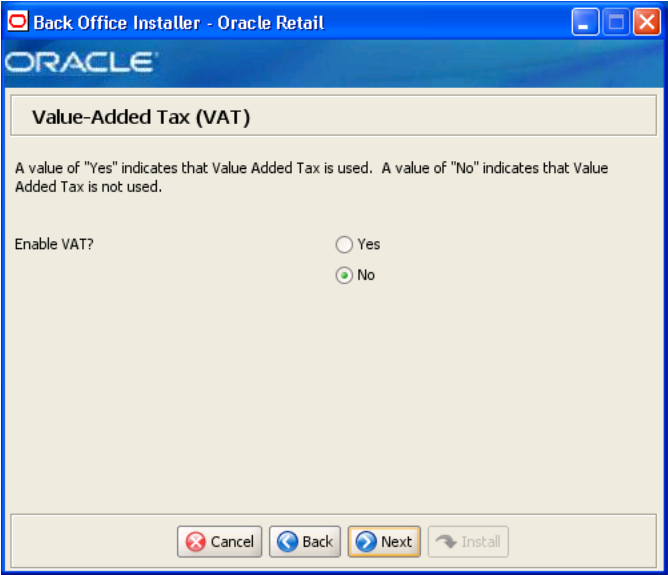 Back Office Installer - Oracle Retail
ORACLE
Value-Added Tax (VAT)
A value of "Yes" indicates that Value Added Tax is used. A value of "No" indicates that Value
Added Tax is not used.
Enable VAT?
Yes
No
Cancel Back Next Install